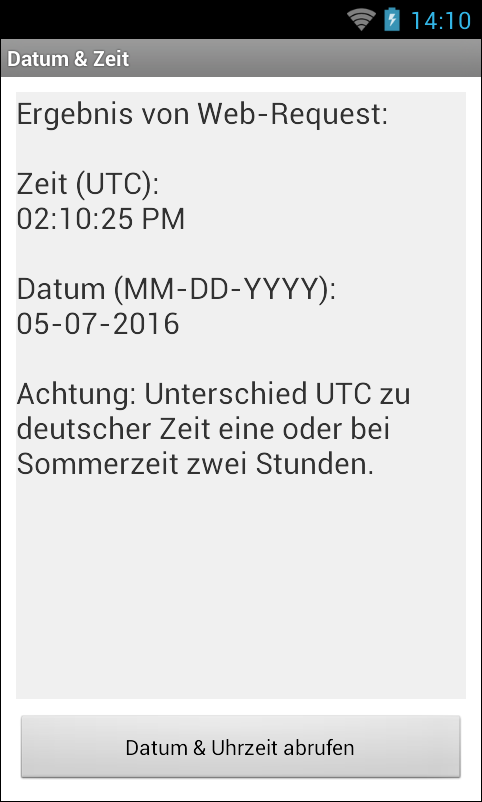 14:10
Datum & Zeit
Ergebnis von Web-Request:
Zeit (UTC):
02:10:25 PM
Datum (MM-DD-YYYY):
05-07-2016
Achtung: Unterschied UTC zu
deutscher Zeit eine oder bei
Sommerzeit zwei Stunden.
Datum & Uhrzeit abrufen